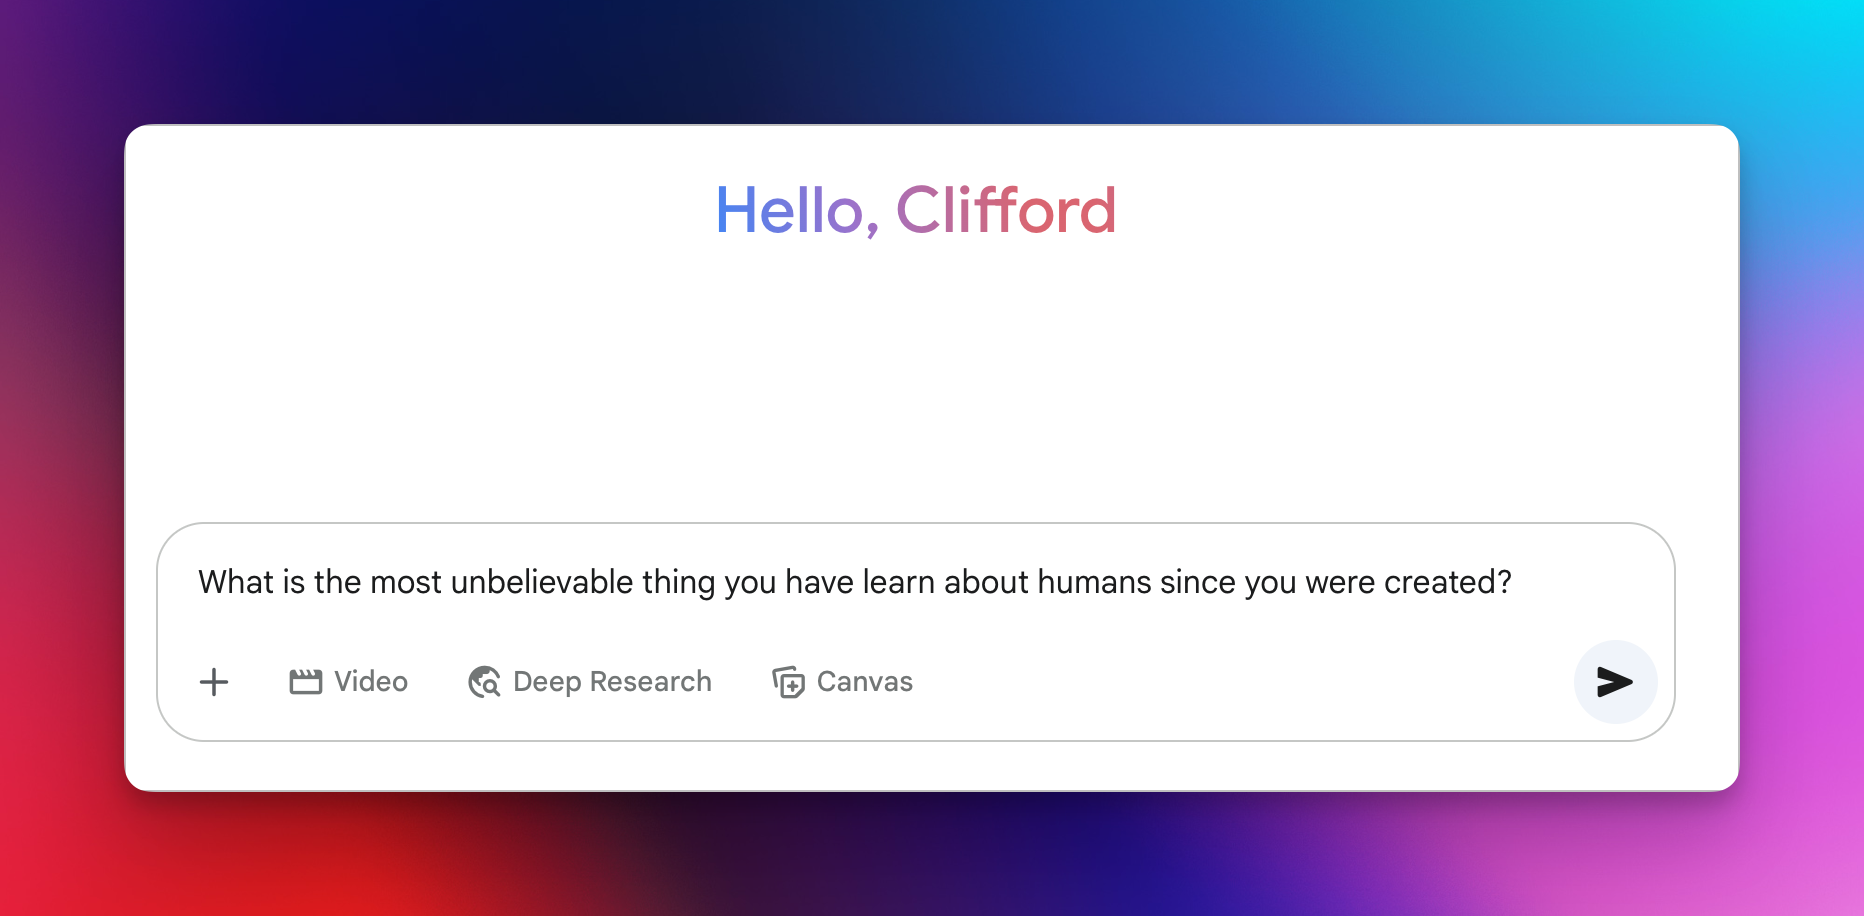 Hello, Clifford
What is the most unbelievable thing you have learn about humans since you were created?
Video Deep Research Canvas